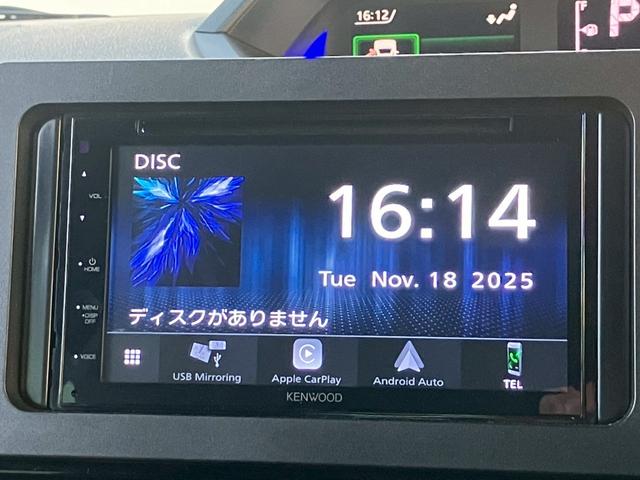 16:12
P
DISC
16:14
Tue Nov. 18 2025
ディスクがありません
VOL
HOME
MENU
DISP OFF
VOICE
USB Mirroring
Apple CarPlay
Android Auto
TEL
KENWOOD